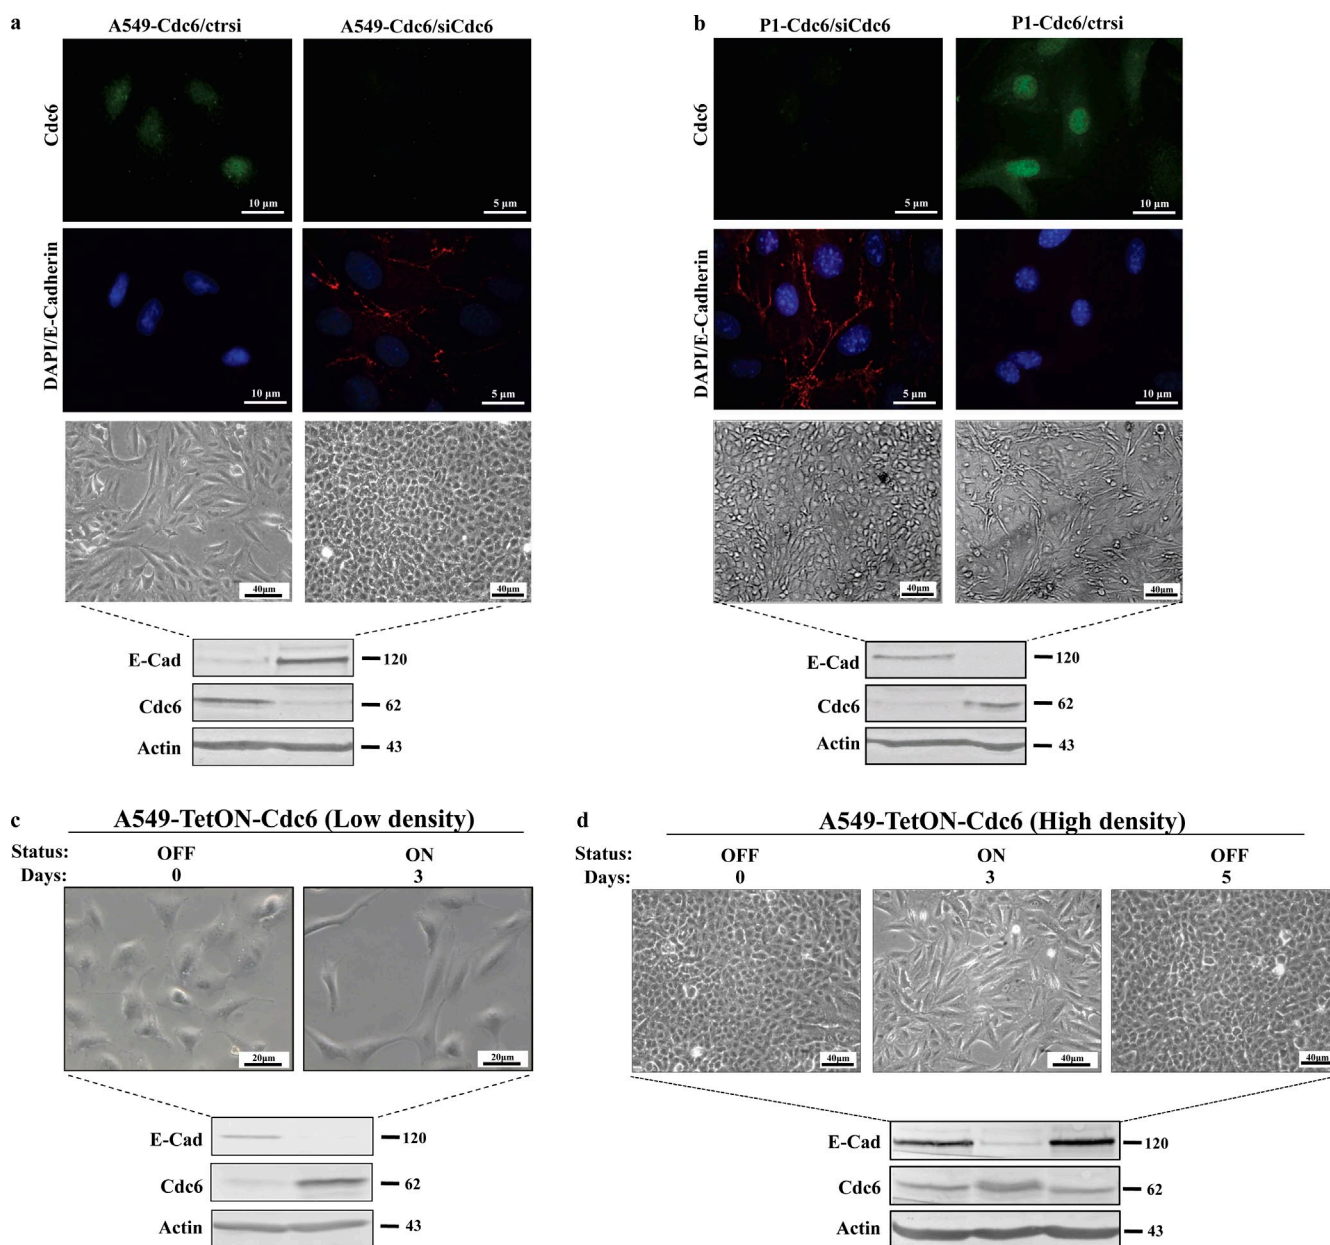 a
A549-Cdc6/ctrsi A549-Cdc6/siCdc6
Cdc6
10 µm 5 µm
DAPI/E-Cadherin
10 µm 5 µm
40µm 40µm
E-Cad 120
Cdc6 62
Actin 43
b
P1-Cdc6/siCdc6 P1-Cdc6/ctrsi
Cdc6
5 µm 10 µm
DAPI/E-Cadherin
5 µm 10 µm
40µm 40µm
E-Cad 120
Cdc6 62
Actin 43
c
A549-TetON-Cdc6 (Low density)
Status: OFF ON
Days: 0 3
20µm 20µm
E-Cad 120
Cdc6 62
Actin 43
d
A549-TetON-Cdc6 (High density)
Status: OFF ON OFF
Days: 0 3 5
40µm 40µm 40µm
E-Cad 120
Cdc6 62
Actin 43